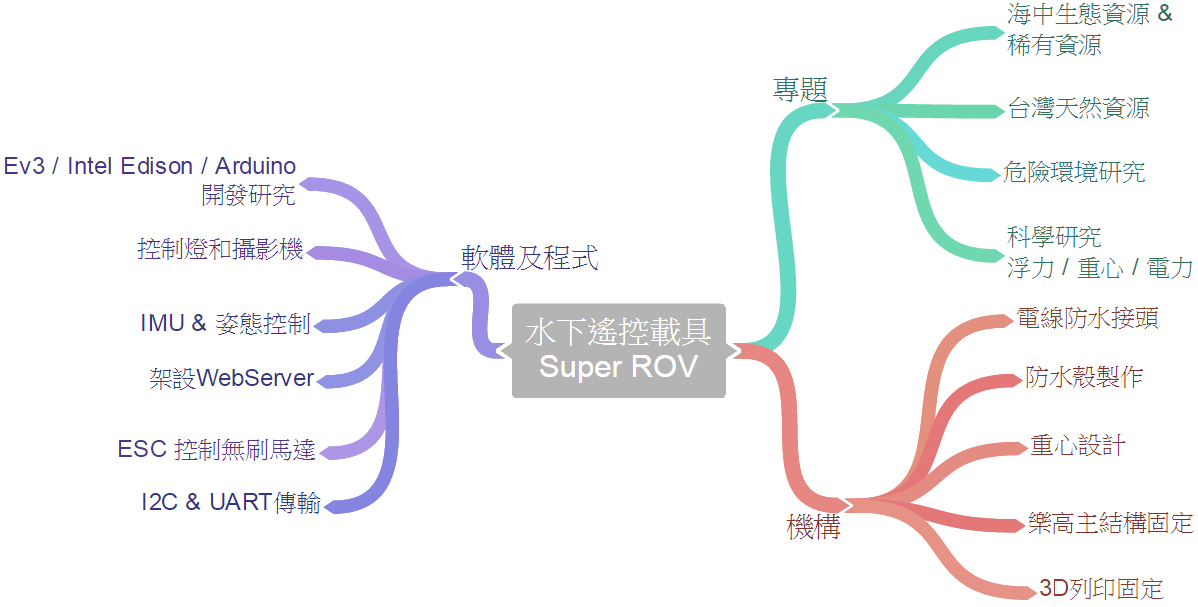 水下遙控載具
Super ROV
專題
海中生態資源 &
稀有資源
台灣天然資源
危險環境研究
科學研究
浮力 / 重心 / 電力
機構
電線防水接頭
防水殼製作
重心設計
樂高主結構固定
3D列印固定
軟體及程式
Ev3 / Intel Edison / Arduino
開發研究
控制燈和攝影機
IMU & 姿態控制
架設WebServer
ESC 控制無刷馬達
I2C & UART傳輸